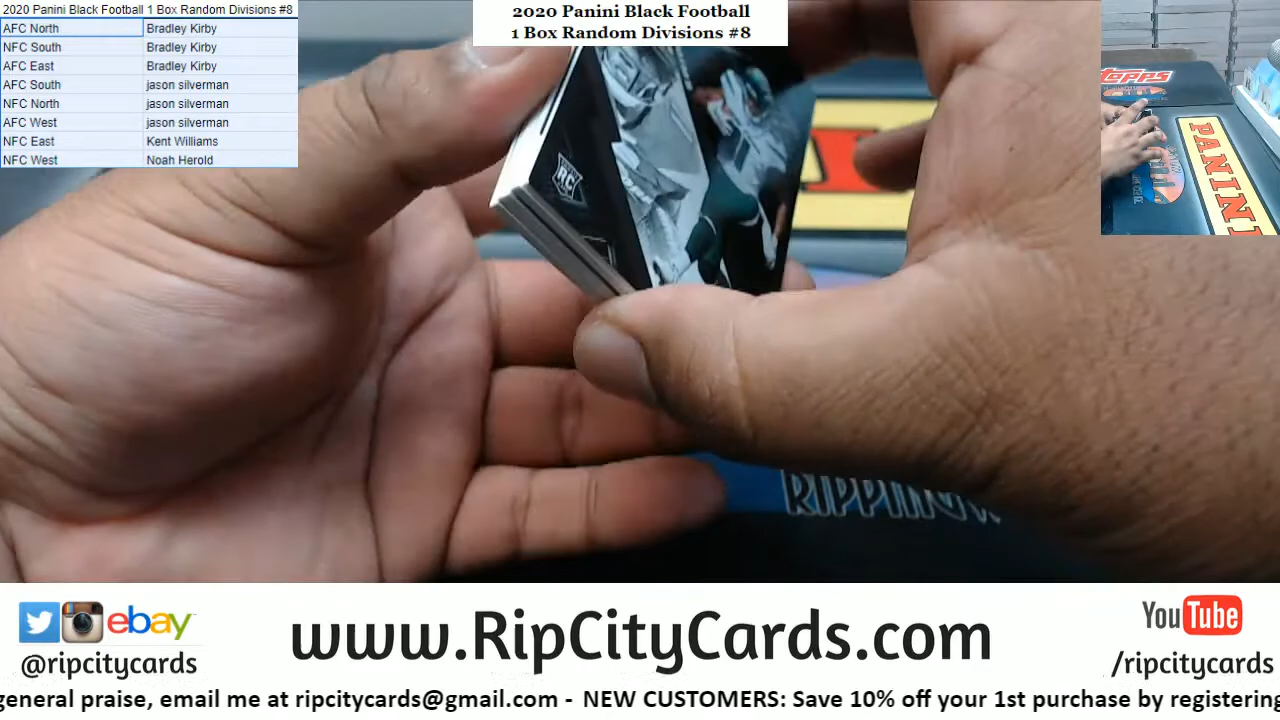 2020 Panini Black Football 1 Box Random Divisions #8
AFC North Bradley Kirby
NFC South Bradley Kirby
AFC East Bradley Kirby
AFC South jason silverman
NFC North jason silverman
AFC West jason silverman
NFC East Kent Williams
NFC West Noah Herold
2020 Panini Black Football
1 Box Random Divisions #8
topps
PANINI
RC
RIPPING
ebay
@ripcitycards
www.RipCityCards.com
YouTube
/ripcitycards
general praise, email me at ripcitycards@gmail.com - NEW CUSTOMERS: Save 10% off your 1st purchase by registering